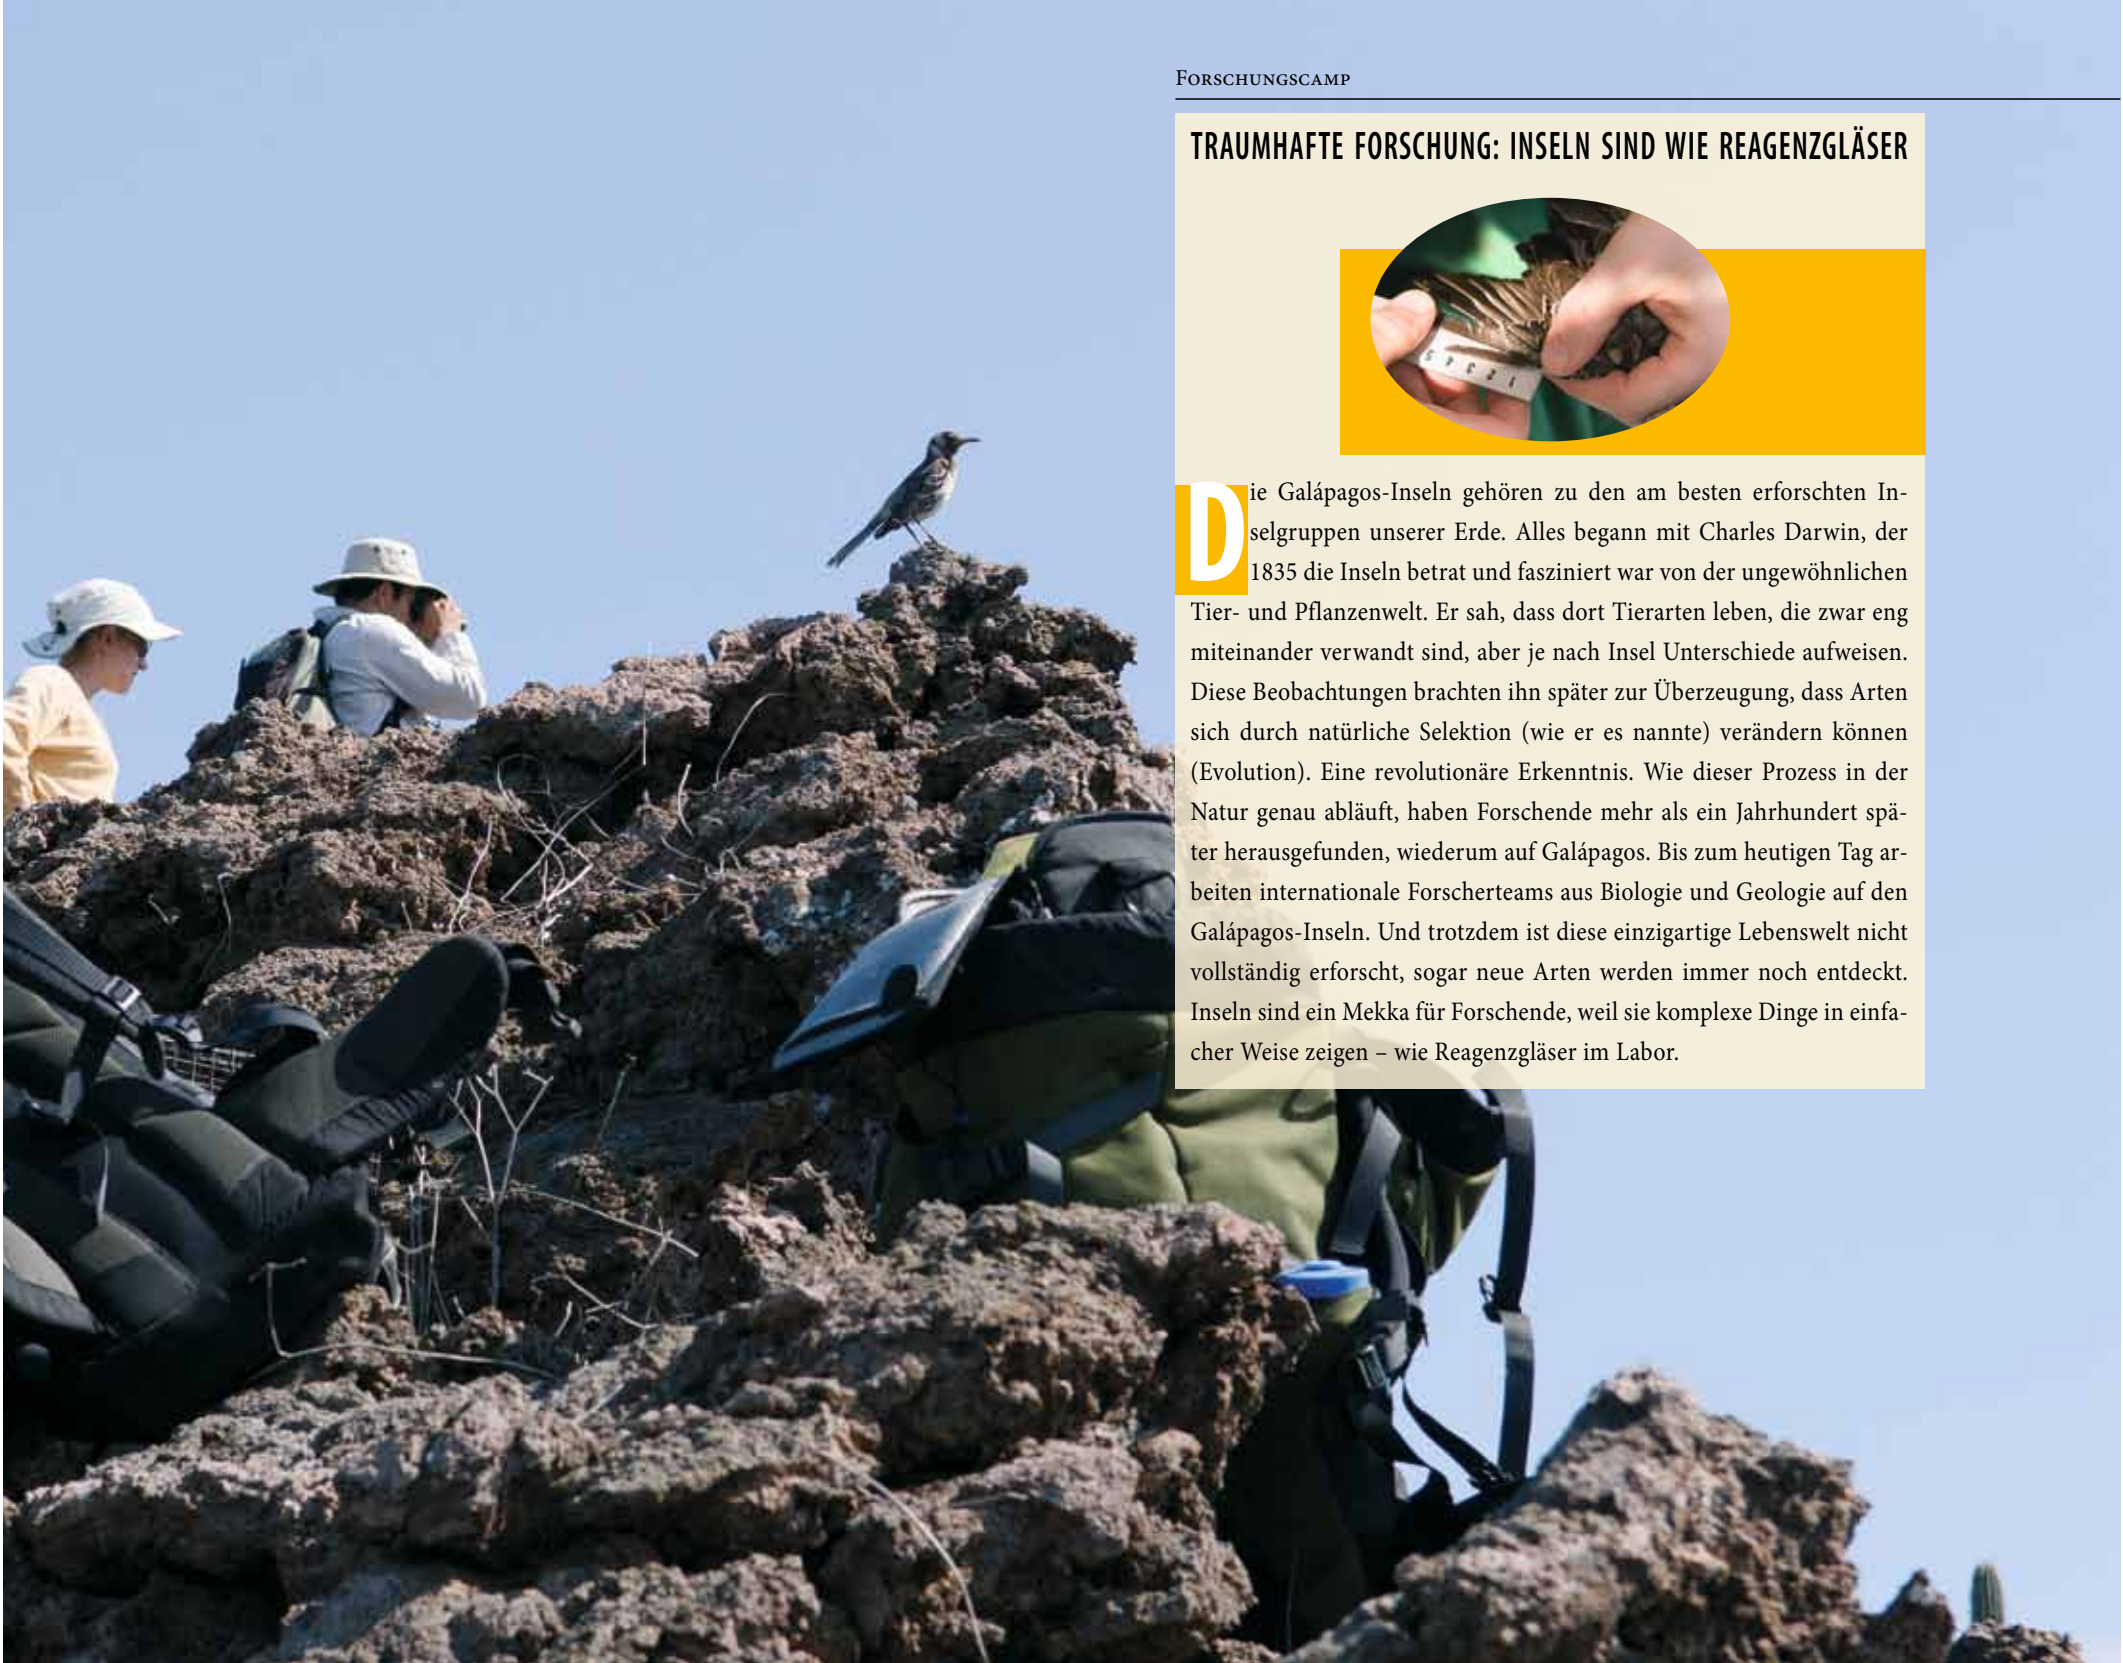 Forschungscamp
TRAUMHAFTE FORSCHUNG: INSELN SIND WIE REAGENZGLÄSER
5 4 3 2 1
Die Galápagos-Inseln gehören zu den am besten erforschten In-
selgruppen unserer Erde. Alles begann mit Charles Darwin, der
1835 die Inseln betrat und fasziniert war von der ungewöhnlichen
Tier- und Pflanzenwelt. Er sah, dass dort Tierarten leben, die zwar eng
miteinander verwandt sind, aber je nach Insel Unterschiede aufweisen.
Diese Beobachtungen brachten ihn später zur Überzeugung, dass Arten
sich durch natürliche Selektion (wie er es nannte) verändern können
(Evolution). Eine revolutionäre Erkenntnis. Wie dieser Prozess in der
Natur genau abläuft, haben Forschende mehr als ein Jahrhundert spä-
ter herausgefunden, wiederum auf Galápagos. Bis zum heutigen Tag ar-
beiten internationale Forscherteams aus Biologie und Geologie auf den
Galápagos-Inseln. Und trotzdem ist diese einzigartige Lebenswelt nicht
vollständig erforscht, sogar neue Arten werden immer noch entdeckt.
Inseln sind ein Mekka für Forschende, weil sie komplexe Dinge in einfa-
cher Weise zeigen – wie Reagenzgläser im Labor.